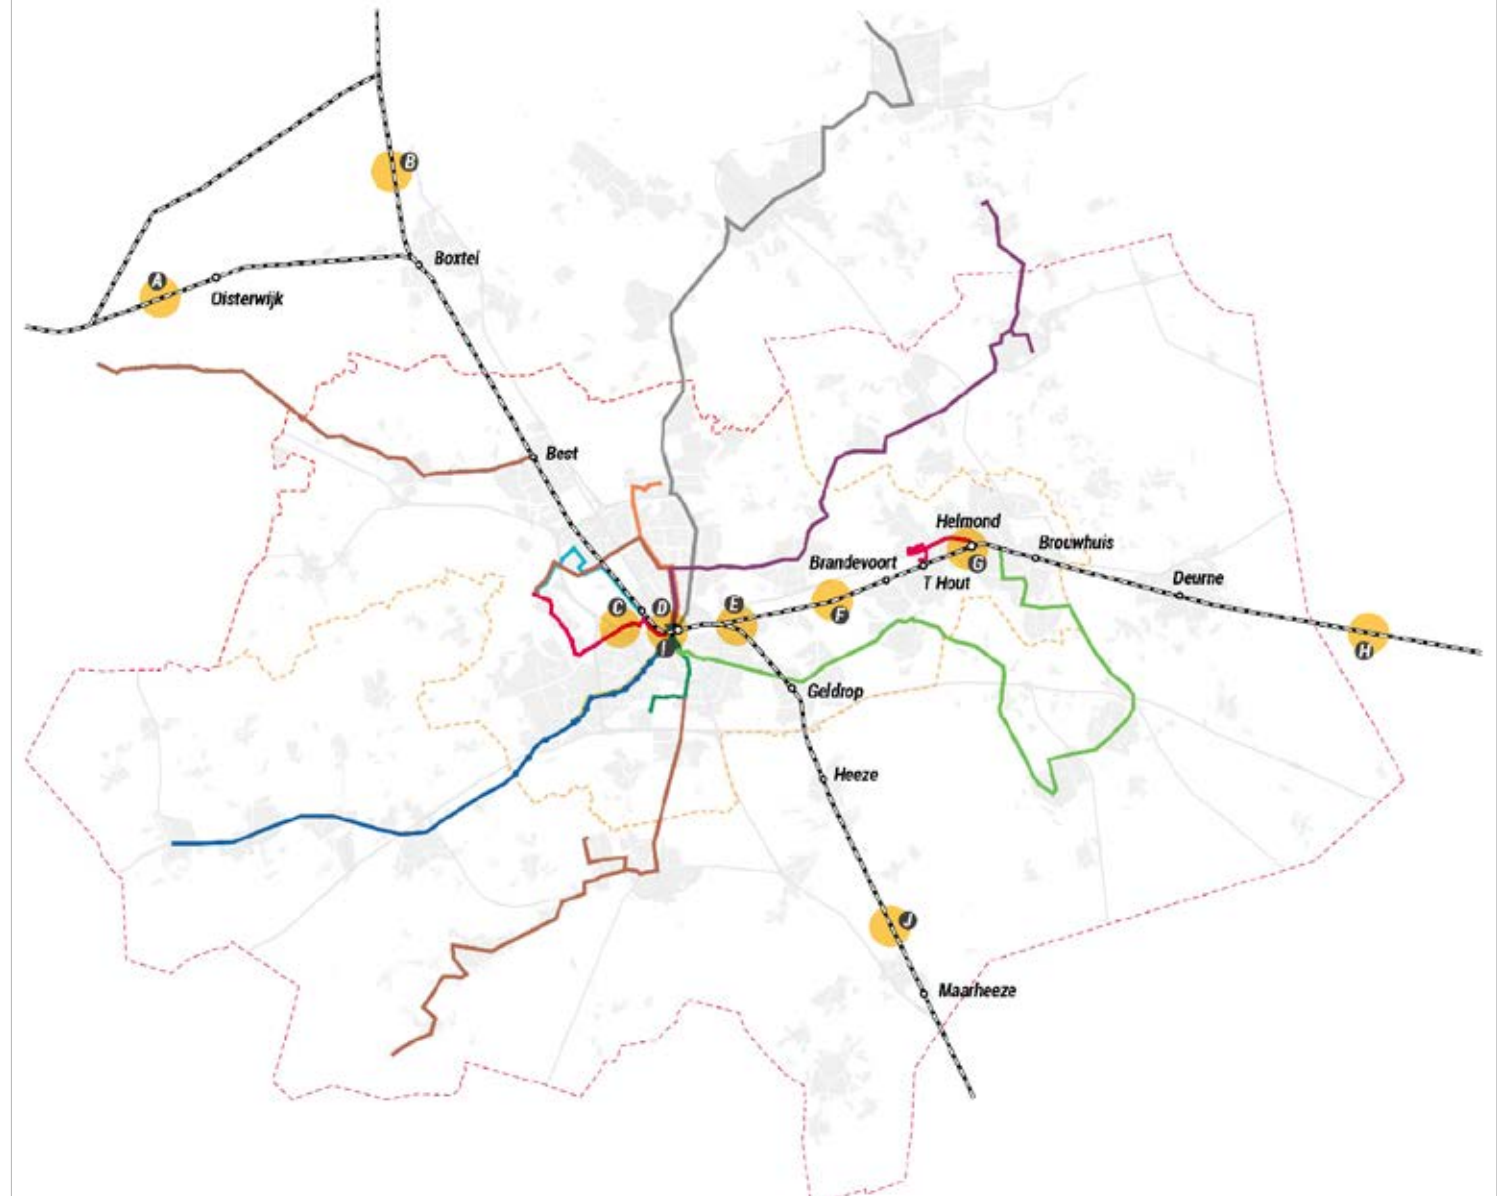 B
Boxtel
A
Oisterwijk
Best
Helmond
Brouwhuis
Brandevoort
G
T Hout
Deurne
C
D
E
F
H
I
Geldrop
Heeze
J
Maarheeze